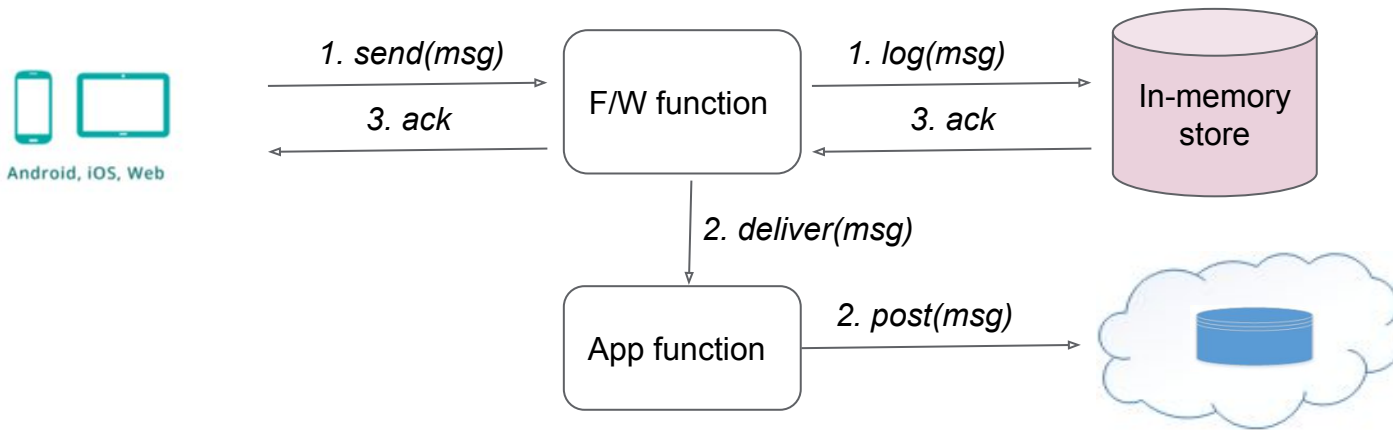 1. send(msg)
3. ack
Android, iOS, Web
F/W function
1. log(msg)
3. ack
In-memory
store
2. deliver(msg)
App function
2. post(msg)